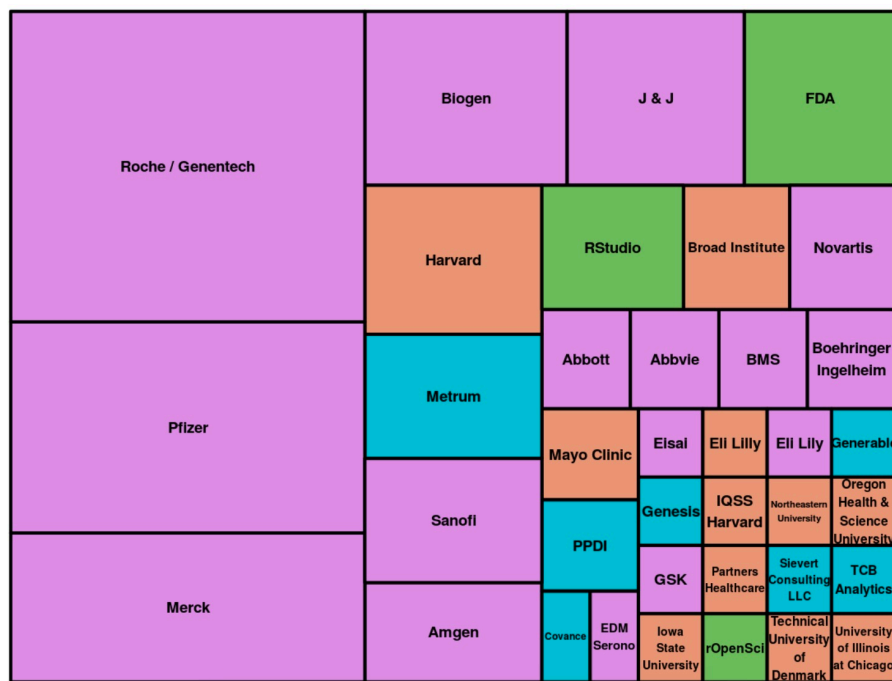 Roche / Genentech
Pfizer
Merck
Biogen
J & J
FDA
Harvard
Metrum
Sanofi
Amgen
RStudio
Broad Institute
Novartis
Abbott
Abbvie
BMS
Boehringer
Ingelheim
Mayo Clinic
PPDI
Covance
EDM
Serono
Eisai
Eli Lilly
Eli Lily
Generable
Genesis
IQSS
Harvard
Northeastern
University
Oregon
Health &
Science
University
GSK
Partners
Healthcare
Sievert
Consulting
LLC
TCB
Analytics
Iowa
State
University
rOpenSci
Technical
University
of
Denmark
University
of Illinois
at Chicago